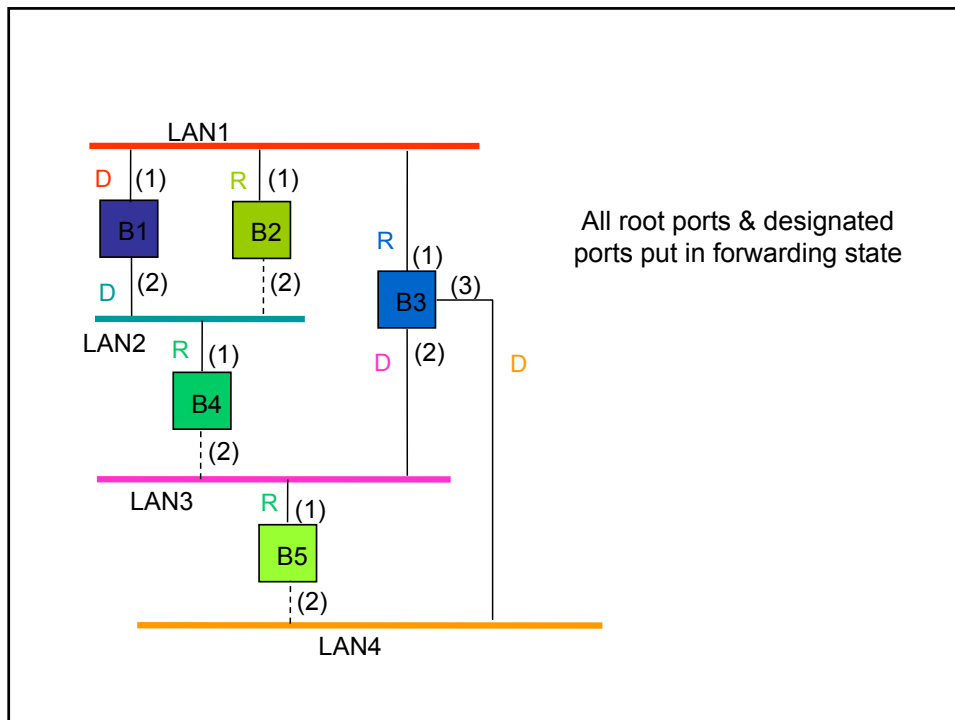 LAN1
D
(1)
R
(1)
B1
B2
All root ports & designated
ports put in forwarding state
R
(1)
D
(2)
(2)
B3
(3)
LAN2
R
(1)
D
(2)
D
B4
(2)
LAN3
R
(1)
B5
(2)
LAN4